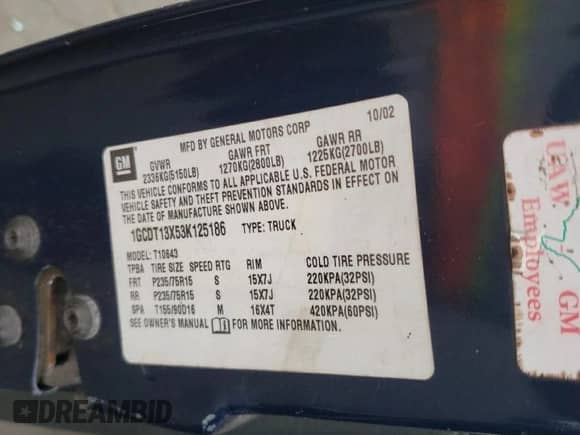 10/02
MFD BY GENERAL MOTORS CORP
GM
GVWR GAWR FRT GAWR RR
2336KG(5150LB) 1270KG(2800LB) 1225KG(2700LB)
THIS VEHICLE CONFORMS TO ALL APPLICABLE U.S. FEDERAL MOTOR
VEHICLE SAFETY AND THEFT PREVENTION STANDARDS IN EFFECT ON
THE DATE OF MANUFACTURE SHOWN ABOVE.
1GCDT13X53K125186 TYPE: TRUCK
MODEL: T10643
TPBA TIRE SIZE SPEED RTG RIM COLD TIRE PRESSURE
FRT P235/75R15 S 15X7J 220KPA(32PSI)
RR P235/75R15 S 15X7J 220KPA(32PSI)
SPA T155/90D16 M 16X4T 420KPA(60PSI)
SEE OWNER'S MANUAL FOR MORE INFORMATION
UAW GM
Employees
DREAMBID